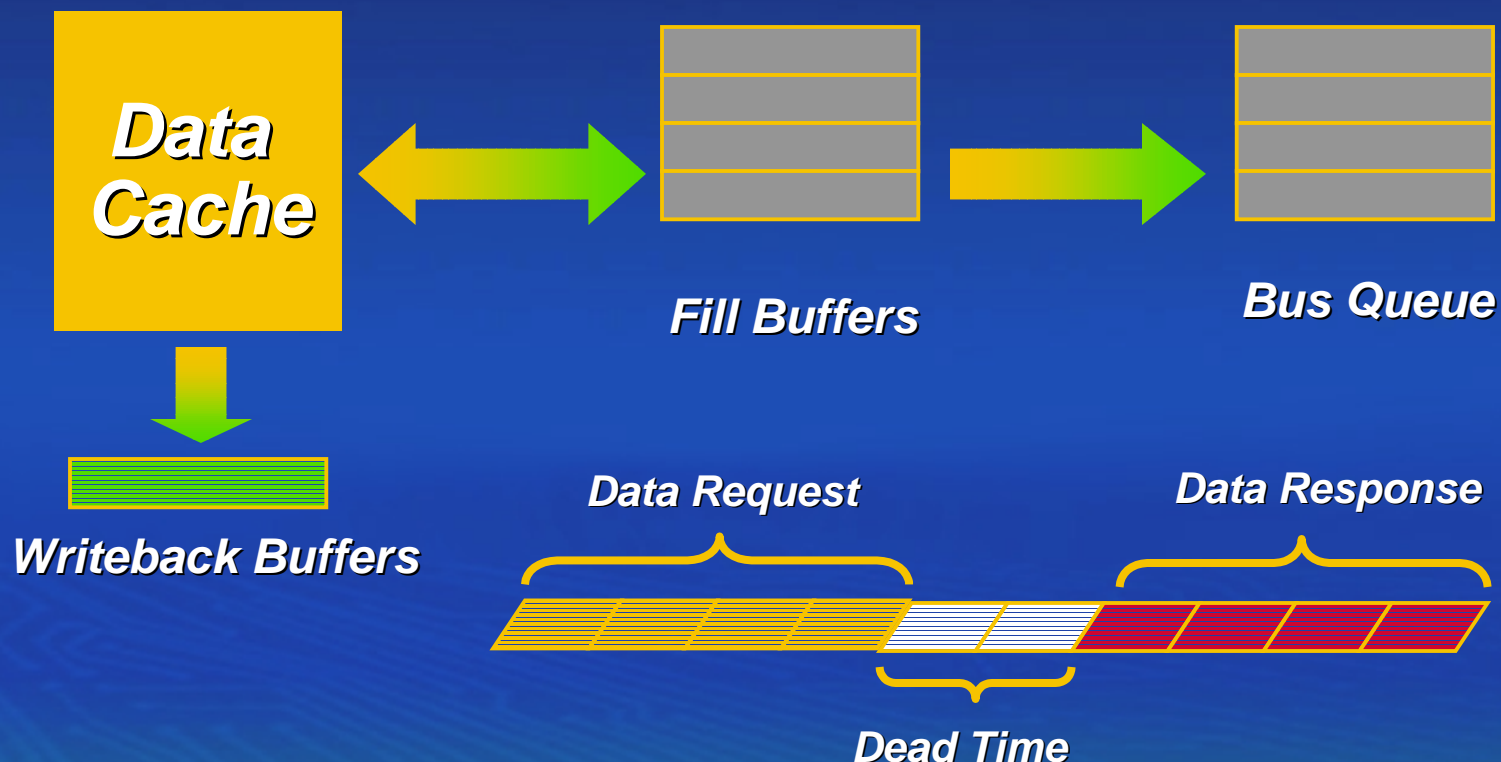 Data
Cache
Fill Buffers
Bus Queue
Writeback Buffers
Data Request
Data Response
Dead Time